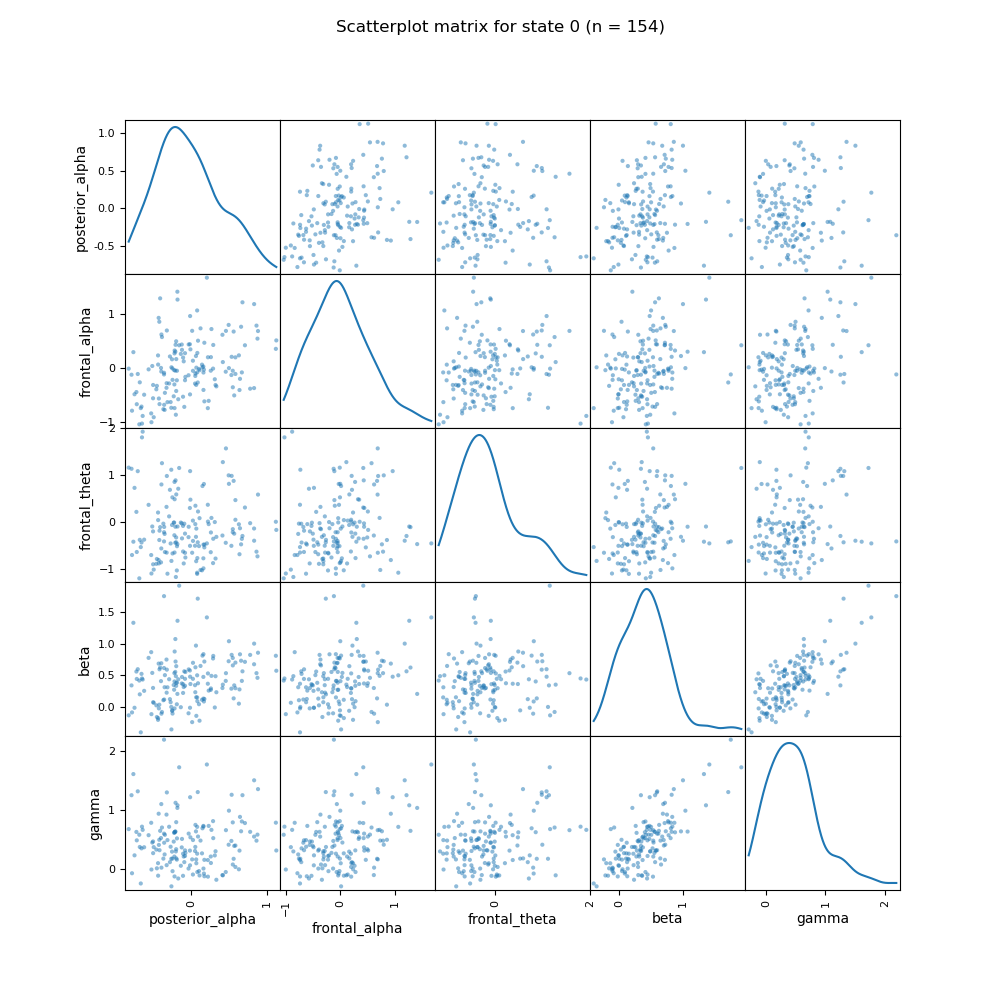 Scatterplot matrix for state 0 (n = 154)
posterior_alpha
1.0
0.5
0.0
-0.5
frontal_alpha
1
0
−1
frontal_theta
2
1
0
−1
beta
1.5
1.0
0.5
0.0
gamma
2
1
0
0
1
−1
0
1
0
2
0
1
0
1
2
posterior_alpha
frontal_alpha
frontal_theta
beta
gamma